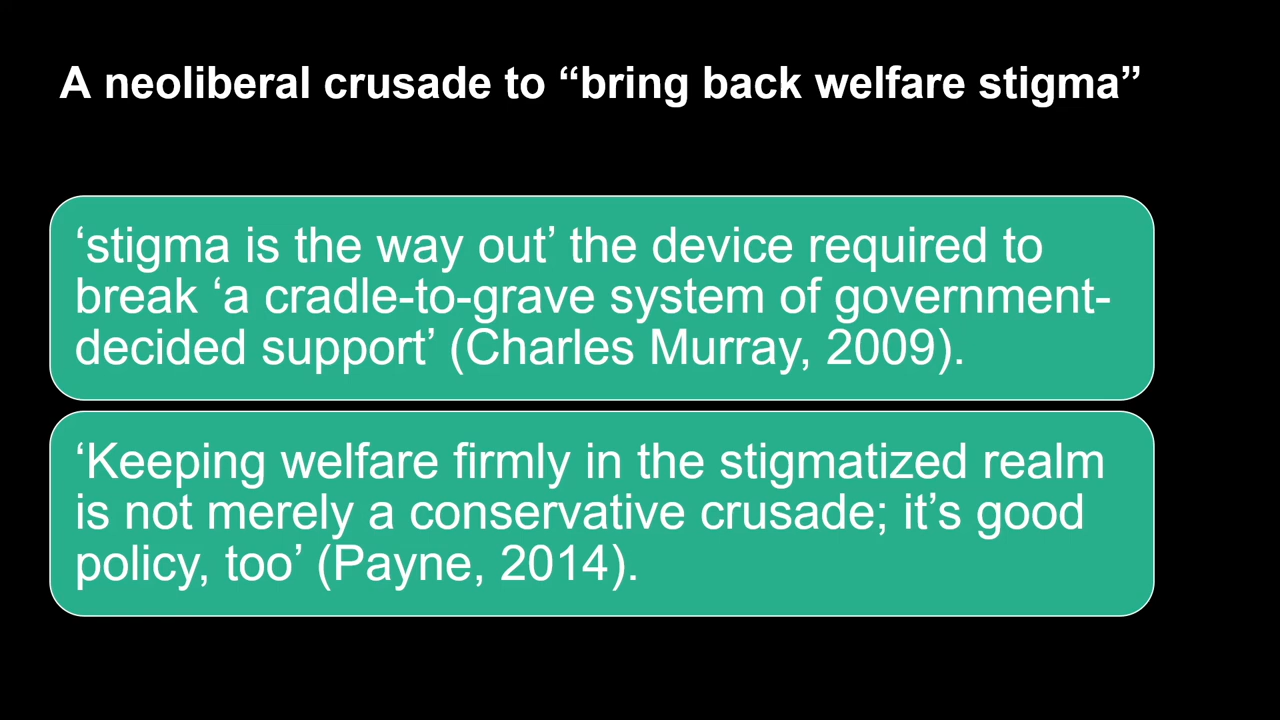 A neoliberal crusade to “bring back welfare stigma”
‘stigma is the way out’ the device required to
break ‘a cradle-to-grave system of government-
decided support’ (Charles Murray, 2009).
‘Keeping welfare firmly in the stigmatized realm
is not merely a conservative crusade; it’s good
policy, too’ (Payne, 2014).